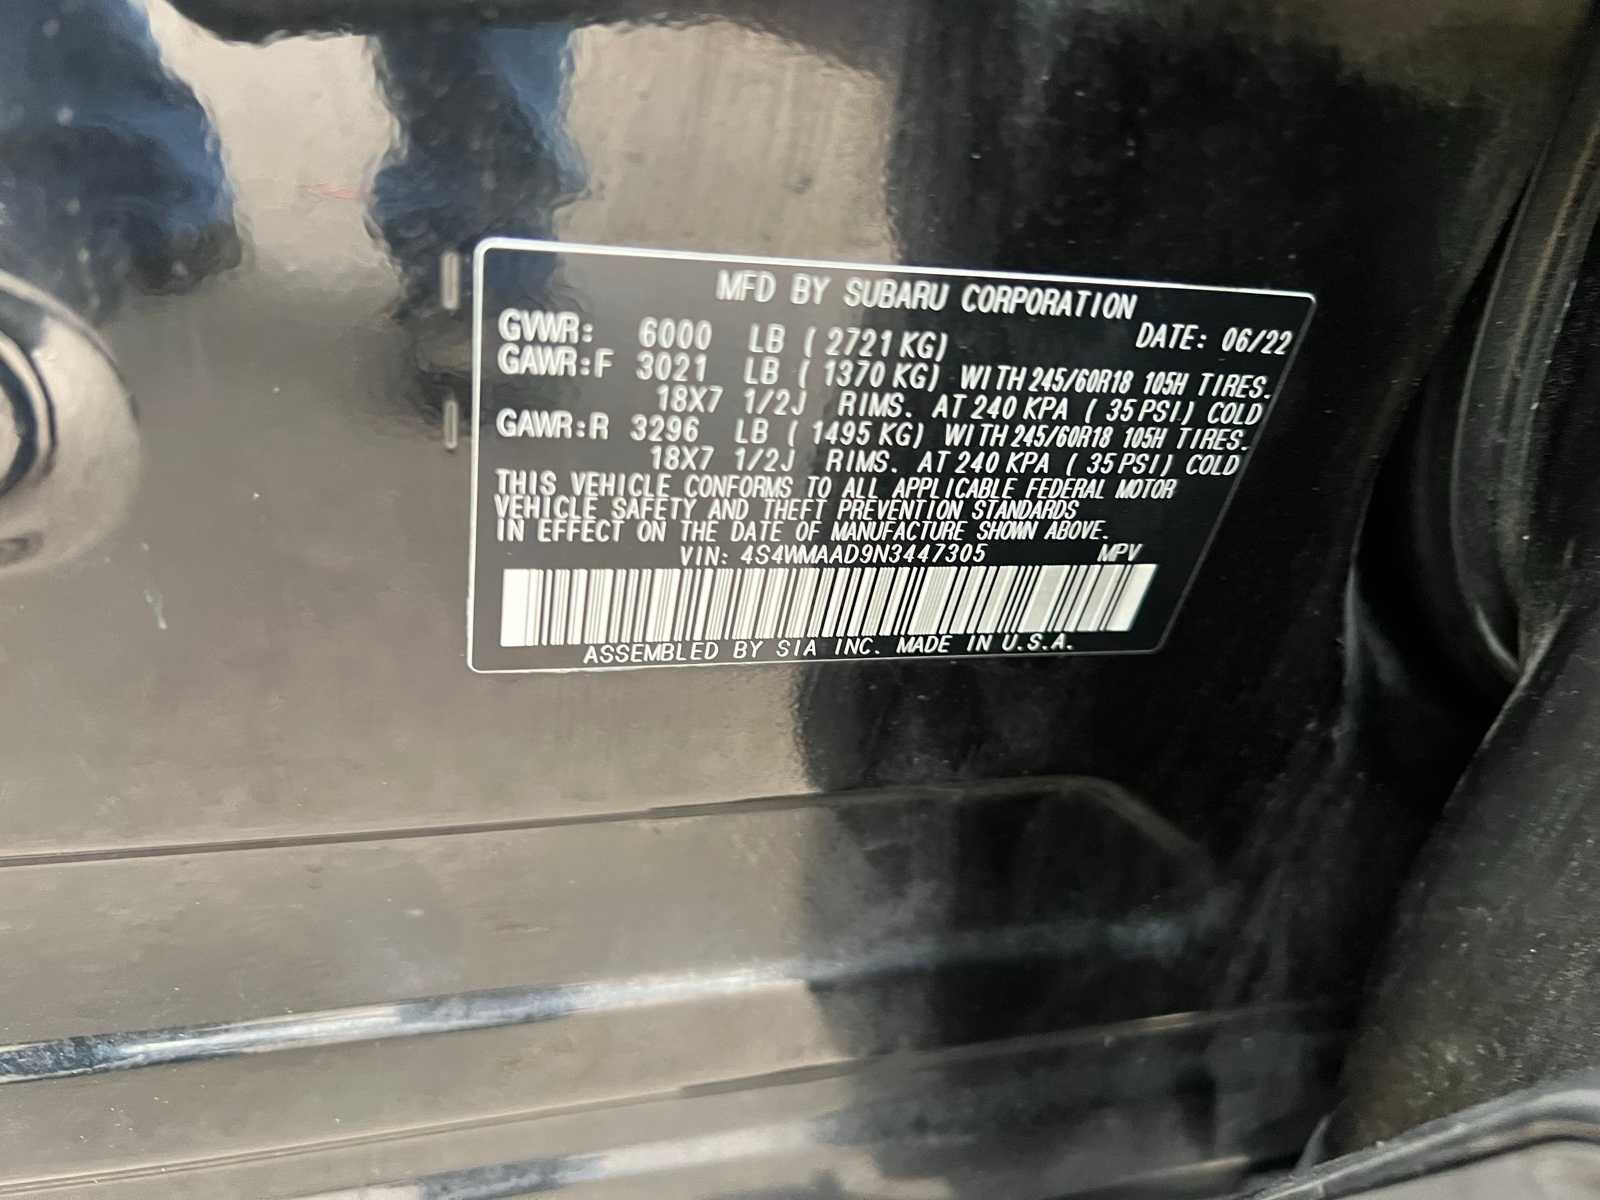 MFD BY SUBARU CORPORATION
DATE: 06/22
GVWR: 6000 LB ( 2721 KG)
GAWR:F 3021 LB ( 1370 KG) WITH 245/60R18 105H TIRES.
18X7 1/2J RIMS. AT 240 KPA ( 35 PSI) COLD
GAWR:R 3296 LB ( 1495 KG) WITH 245/60R18 105H TIRES.
18X7 1/2J RIMS. AT 240 KPA ( 35 PSI) COLD
THIS VEHICLE CONFORMS TO ALL APPLICABLE FEDERAL MOTOR
VEHICLE SAFETY AND THEFT PREVENTION STANDARDS
IN EFFECT ON THE DATE OF MANUFACTURE SHOWN ABOVE.
VIN: 4S4WMAAD9N3447305 MPV
ASSEMBLED BY SIA INC. MADE IN U.S.A.